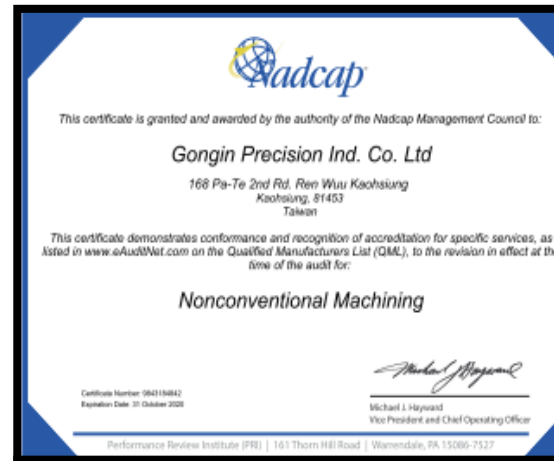 Nadcap
This certificate is granted and awarded by the authority of the Nadcap Management Council to:
Gongin Precision Ind. Co. Ltd
168 Pa-Te 2nd Rd. Ren Wuu Kaohsiung
Kaohsiung, 81453
Taiwan
This certificate demonstrates conformance and recognition of accreditation for specific services, as
listed in www.eAuditNet.com on the Qualified Manufacturers List (QML), to the revision in effect at the
time of the audit for:
Nonconventional Machining
Certificate Number: 9843184842
Expiration Date: 31 October 2020
Michael J. Hayward
Vice President and Chief Operating Officer
Performance Review Institute (PRI) | 161 Thorn Hill Road | Warrendale, PA 15086-7527